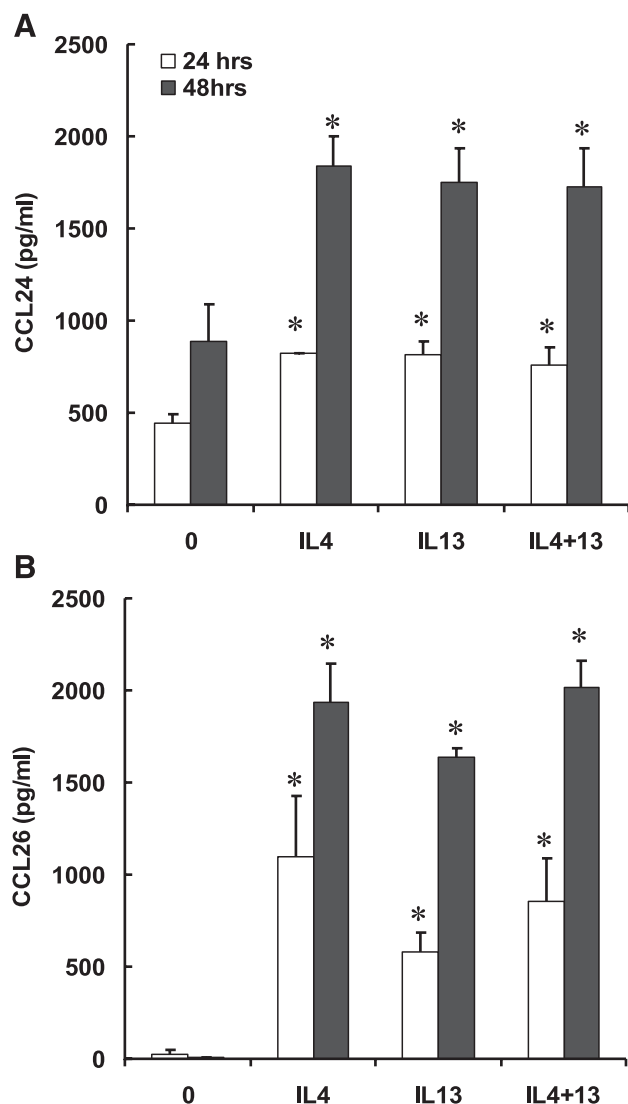 A
2500
2000
1500
1000
500
0
CCL24 (pg/ml)
24 hrs
48hrs
* * *
* * *
0 IL4 IL13 IL4+13
B
2500
2000
1500
1000
500
0
CCL26 (pg/ml)
* * *
* * *
0 IL4 IL13 IL4+13